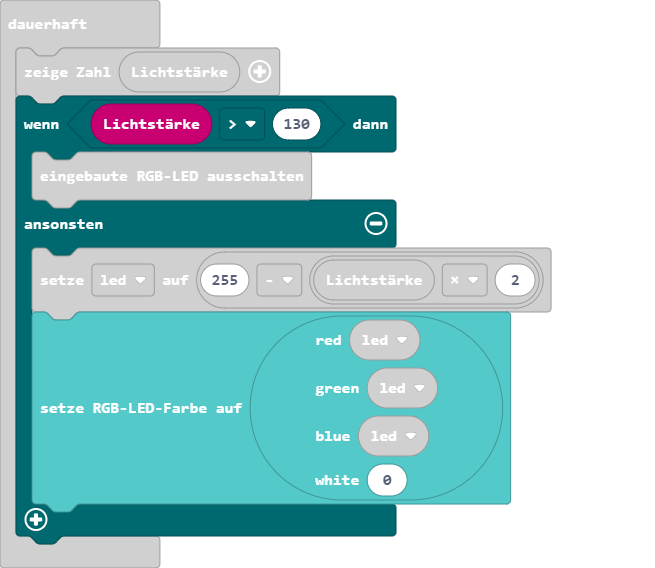 dauerhaft
zeige Zahl Lichtstärke
wenn Lichtstärke > 130 dann
eingebaute RGB-LED ausschalten
ansonsten
setze led auf 255 - Lichtstärke × 2
red led
green led
setze RGB-LED-Farbe auf
blue led
white 0